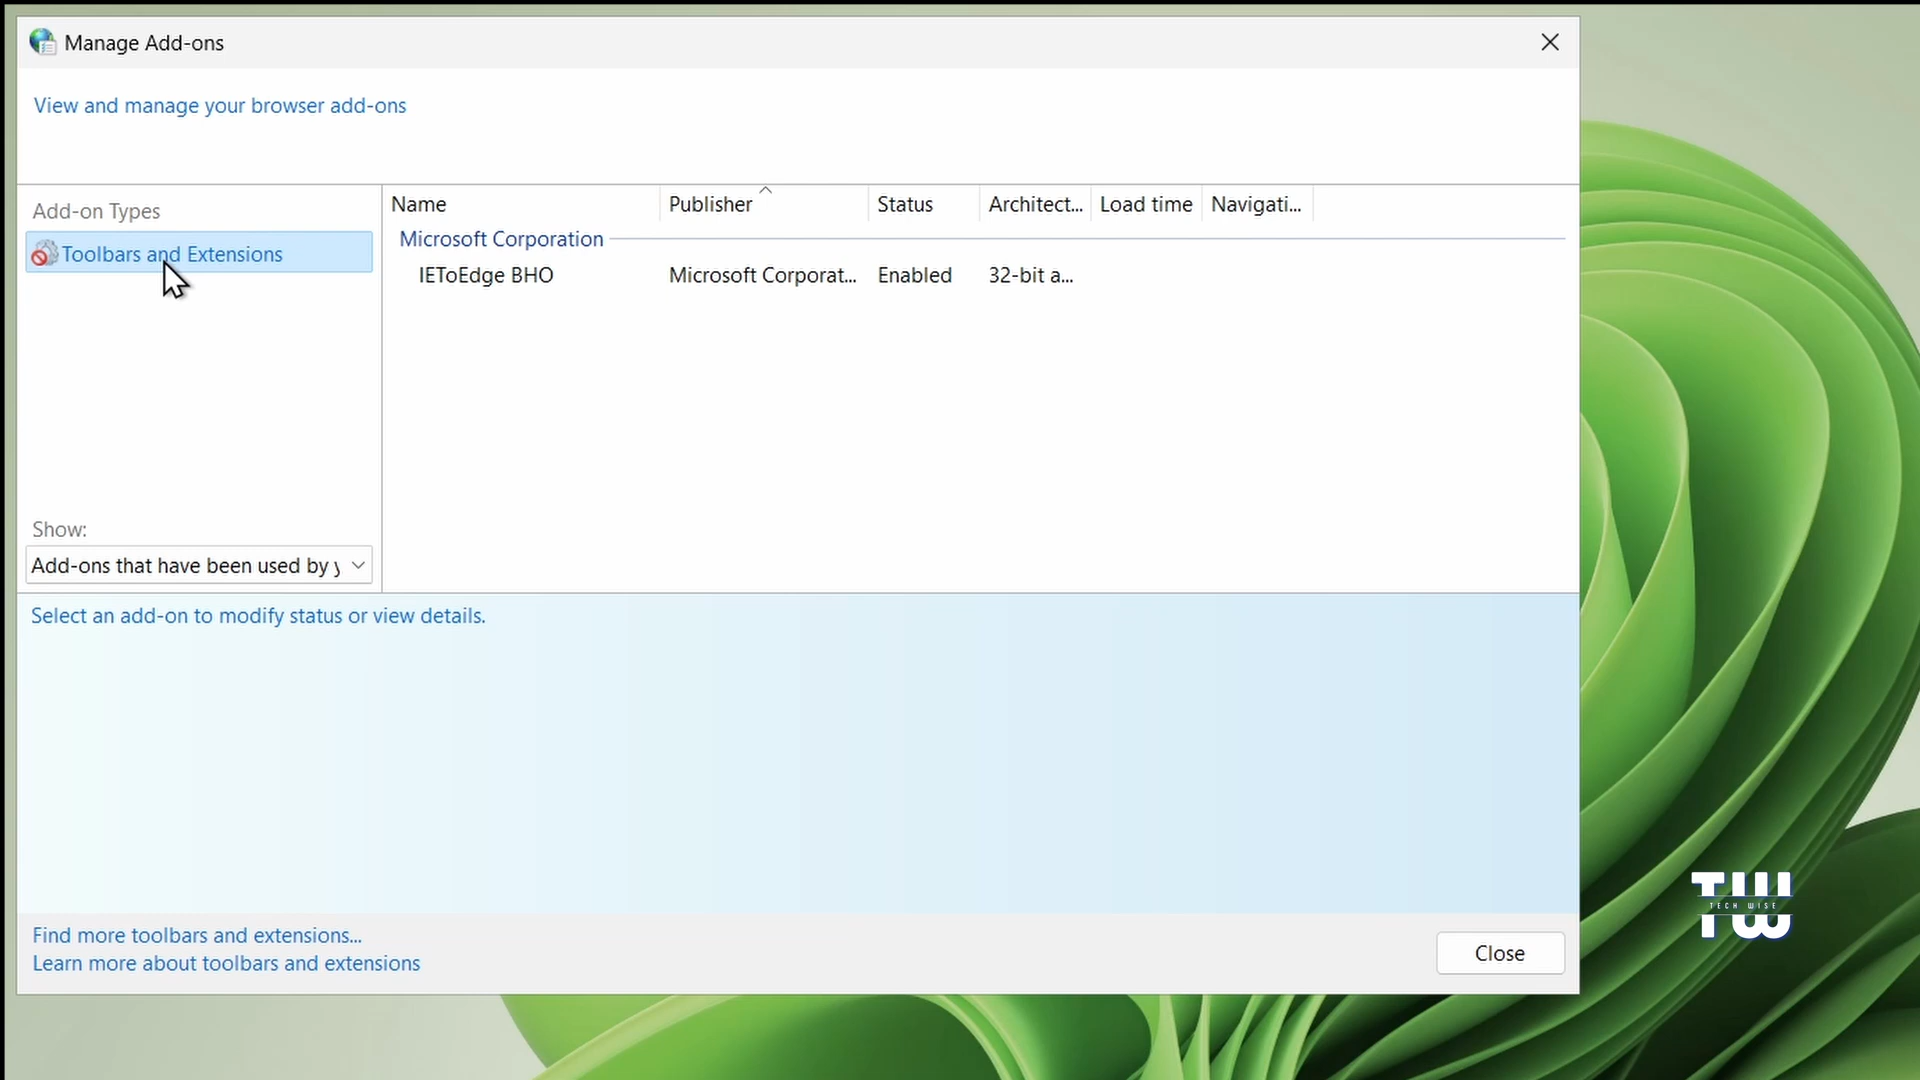 Manage Add-ons
View and manage your browser add-ons
Add-on Types
Toolbars and Extensions
Name Publisher Status Architect... Load time Navigati...
Microsoft Corporation
IEToEdge BHO Microsoft Corporat... Enabled 32-bit a...
Show:
Add-ons that have been used by y
Select an add-on to modify status or view details.
TW
TECH WISE
Find more toolbars and extensions...
Learn more about toolbars and extensions
Close